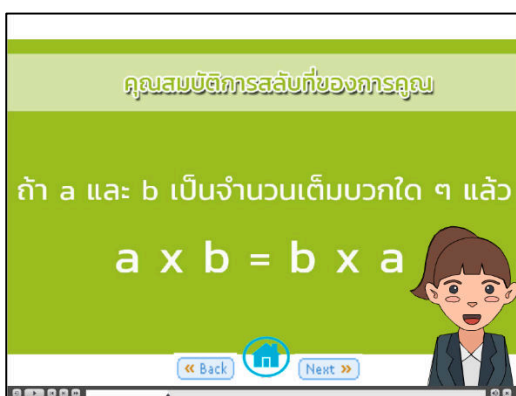 คุณสมบัติการสลับที่ของการคูณ
ถ้า a และ b เป็นจำนวนเต็มบวกใด ๆ แล้ว
a x b = b x a
« Back
Next »